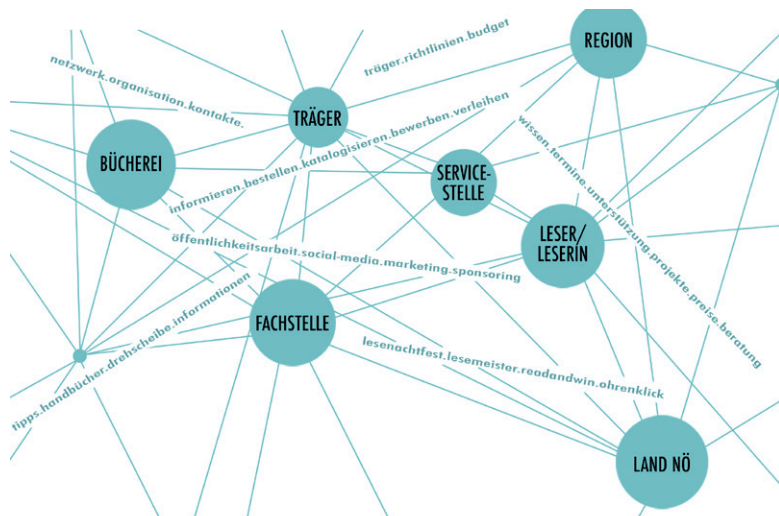 REGION
träger.richtlinien.budget
netzwerk.organisation.kontakte.
TRÄGER
BÜCHEREI
informieren.bestellen.katalogisieren.bewerben.verleihen
wissen.termine.unterstützung.projekte.preise.beratung
SERVICE-
STELLE
LESER/
LESERIN
öffentlichkeitsarbeit.social-media.marketing.sponsoring
tipps.handbücher.drehscheibe.informationen
FACHSTELLE
lesenachtfest.lesemeister.readandwin.ohrenklick
LAND NÖ